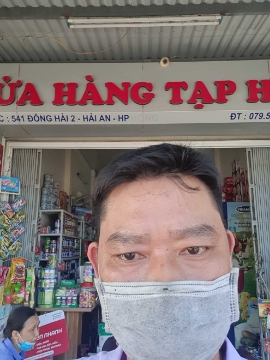 ỬA HÀNG TẠP H
C : 541 ĐÔNG HẢI 2 - HẢI AN - HP ĐT : 079.5